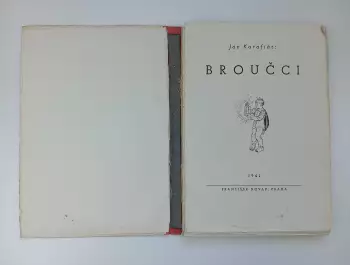 Jan Karafiát:
BROUČCI
1941
FRANTIŠEK NOVÁK, PRAHA